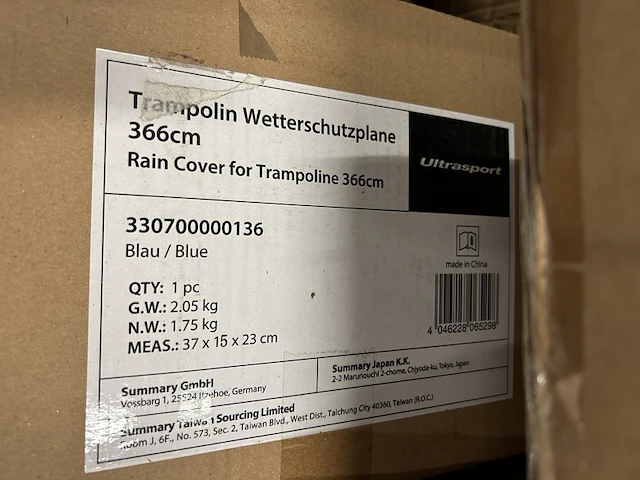 Trampolin Wetterschutzplane
366cm
Rain Cover for Trampoline 366cm
Ultrasport
330700000136
Blau / Blue
made in China
QTY: 1 pc
G.W.: 2.05 kg
N.W.: 1.75 kg
MEAS.: 37 x 15 x 23 cm
4 046228 065298
Summary GmbH
Vossbarg 1, 25524 Itzehoe, Germany
Summary Japan K.K.
2-2 Marunouchi 2-chome, Chiyoda-ku, Tokyo, Japan
Summary Taiwan Sourcing Limited
Room J, 6F., No. 573, Sec. 2, Taiwan Blvd., West Dist., Taichung City 40360, Taiwan (R.O.C.)